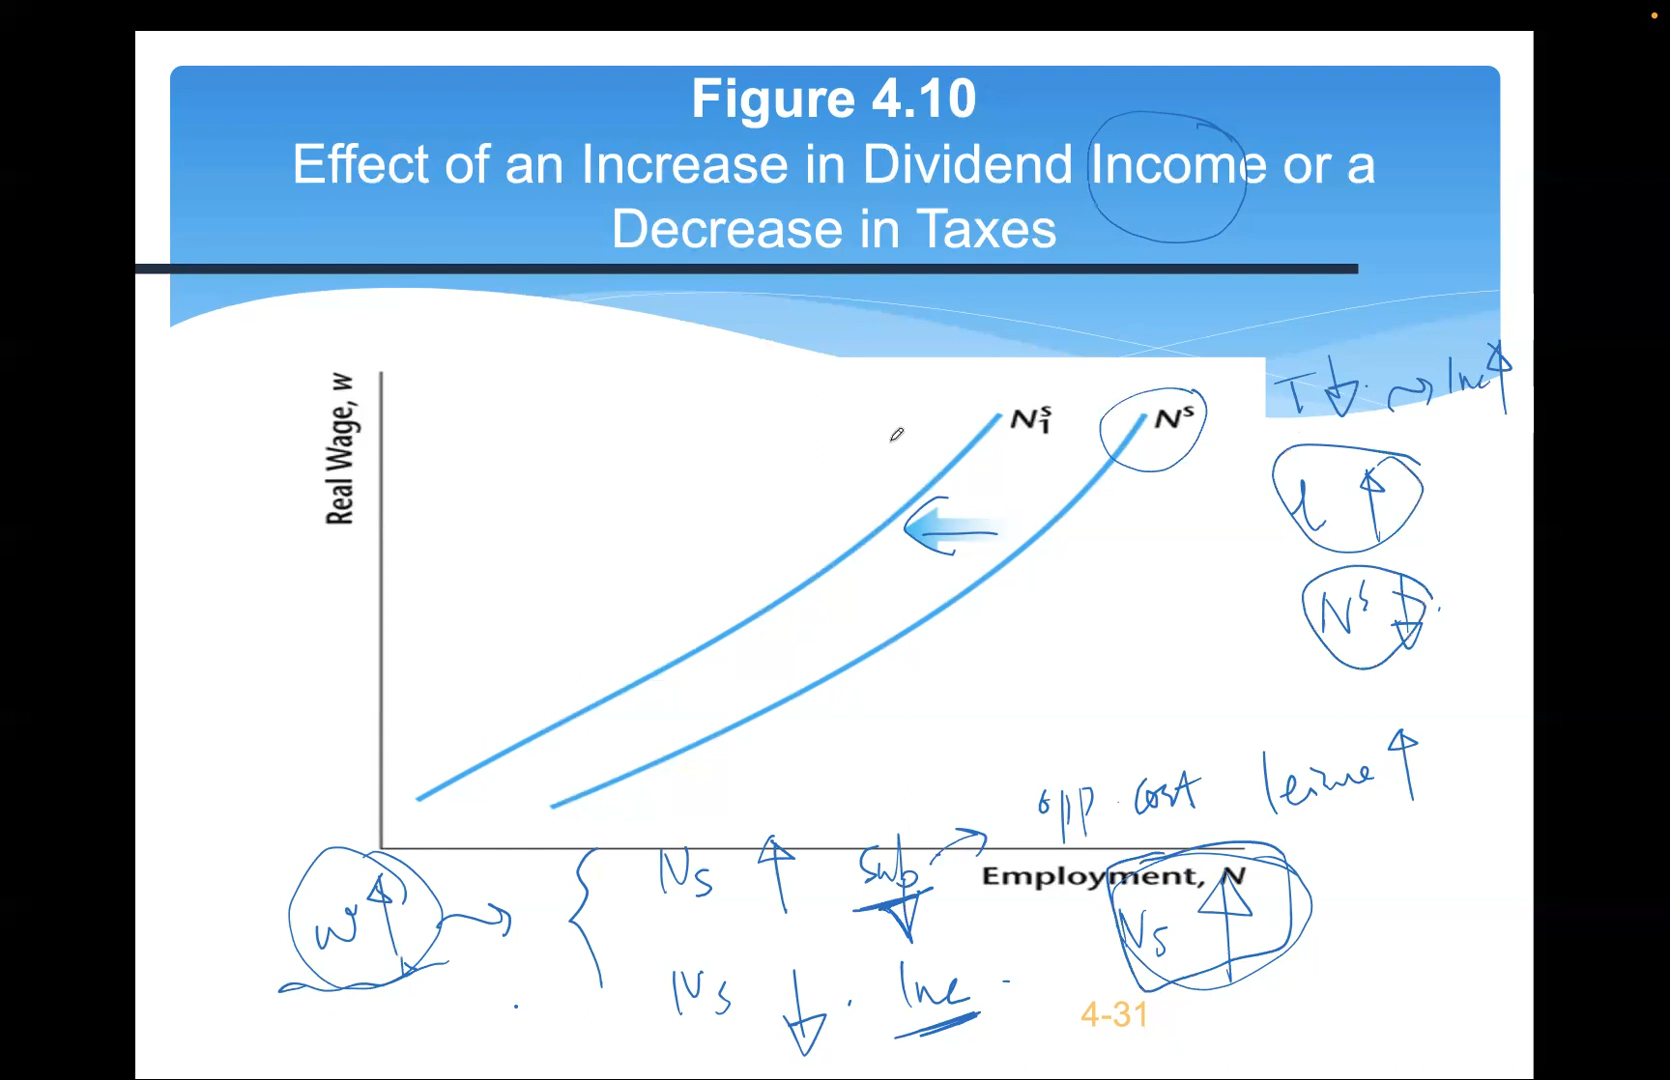 Figure 4.10
Effect of an Increase in Dividend Income or a
Decrease in Taxes
T ↓ ⇝ Inc ↑
Real Wage, w
N₁ˢ
Nˢ
l ↑
Nˢ ↓
opp. cost leisure ↑
Employment, N
w ↑ ⇝ { Ns ↑ Sub → Ns ↑
Ns ↓ Inc
4-31